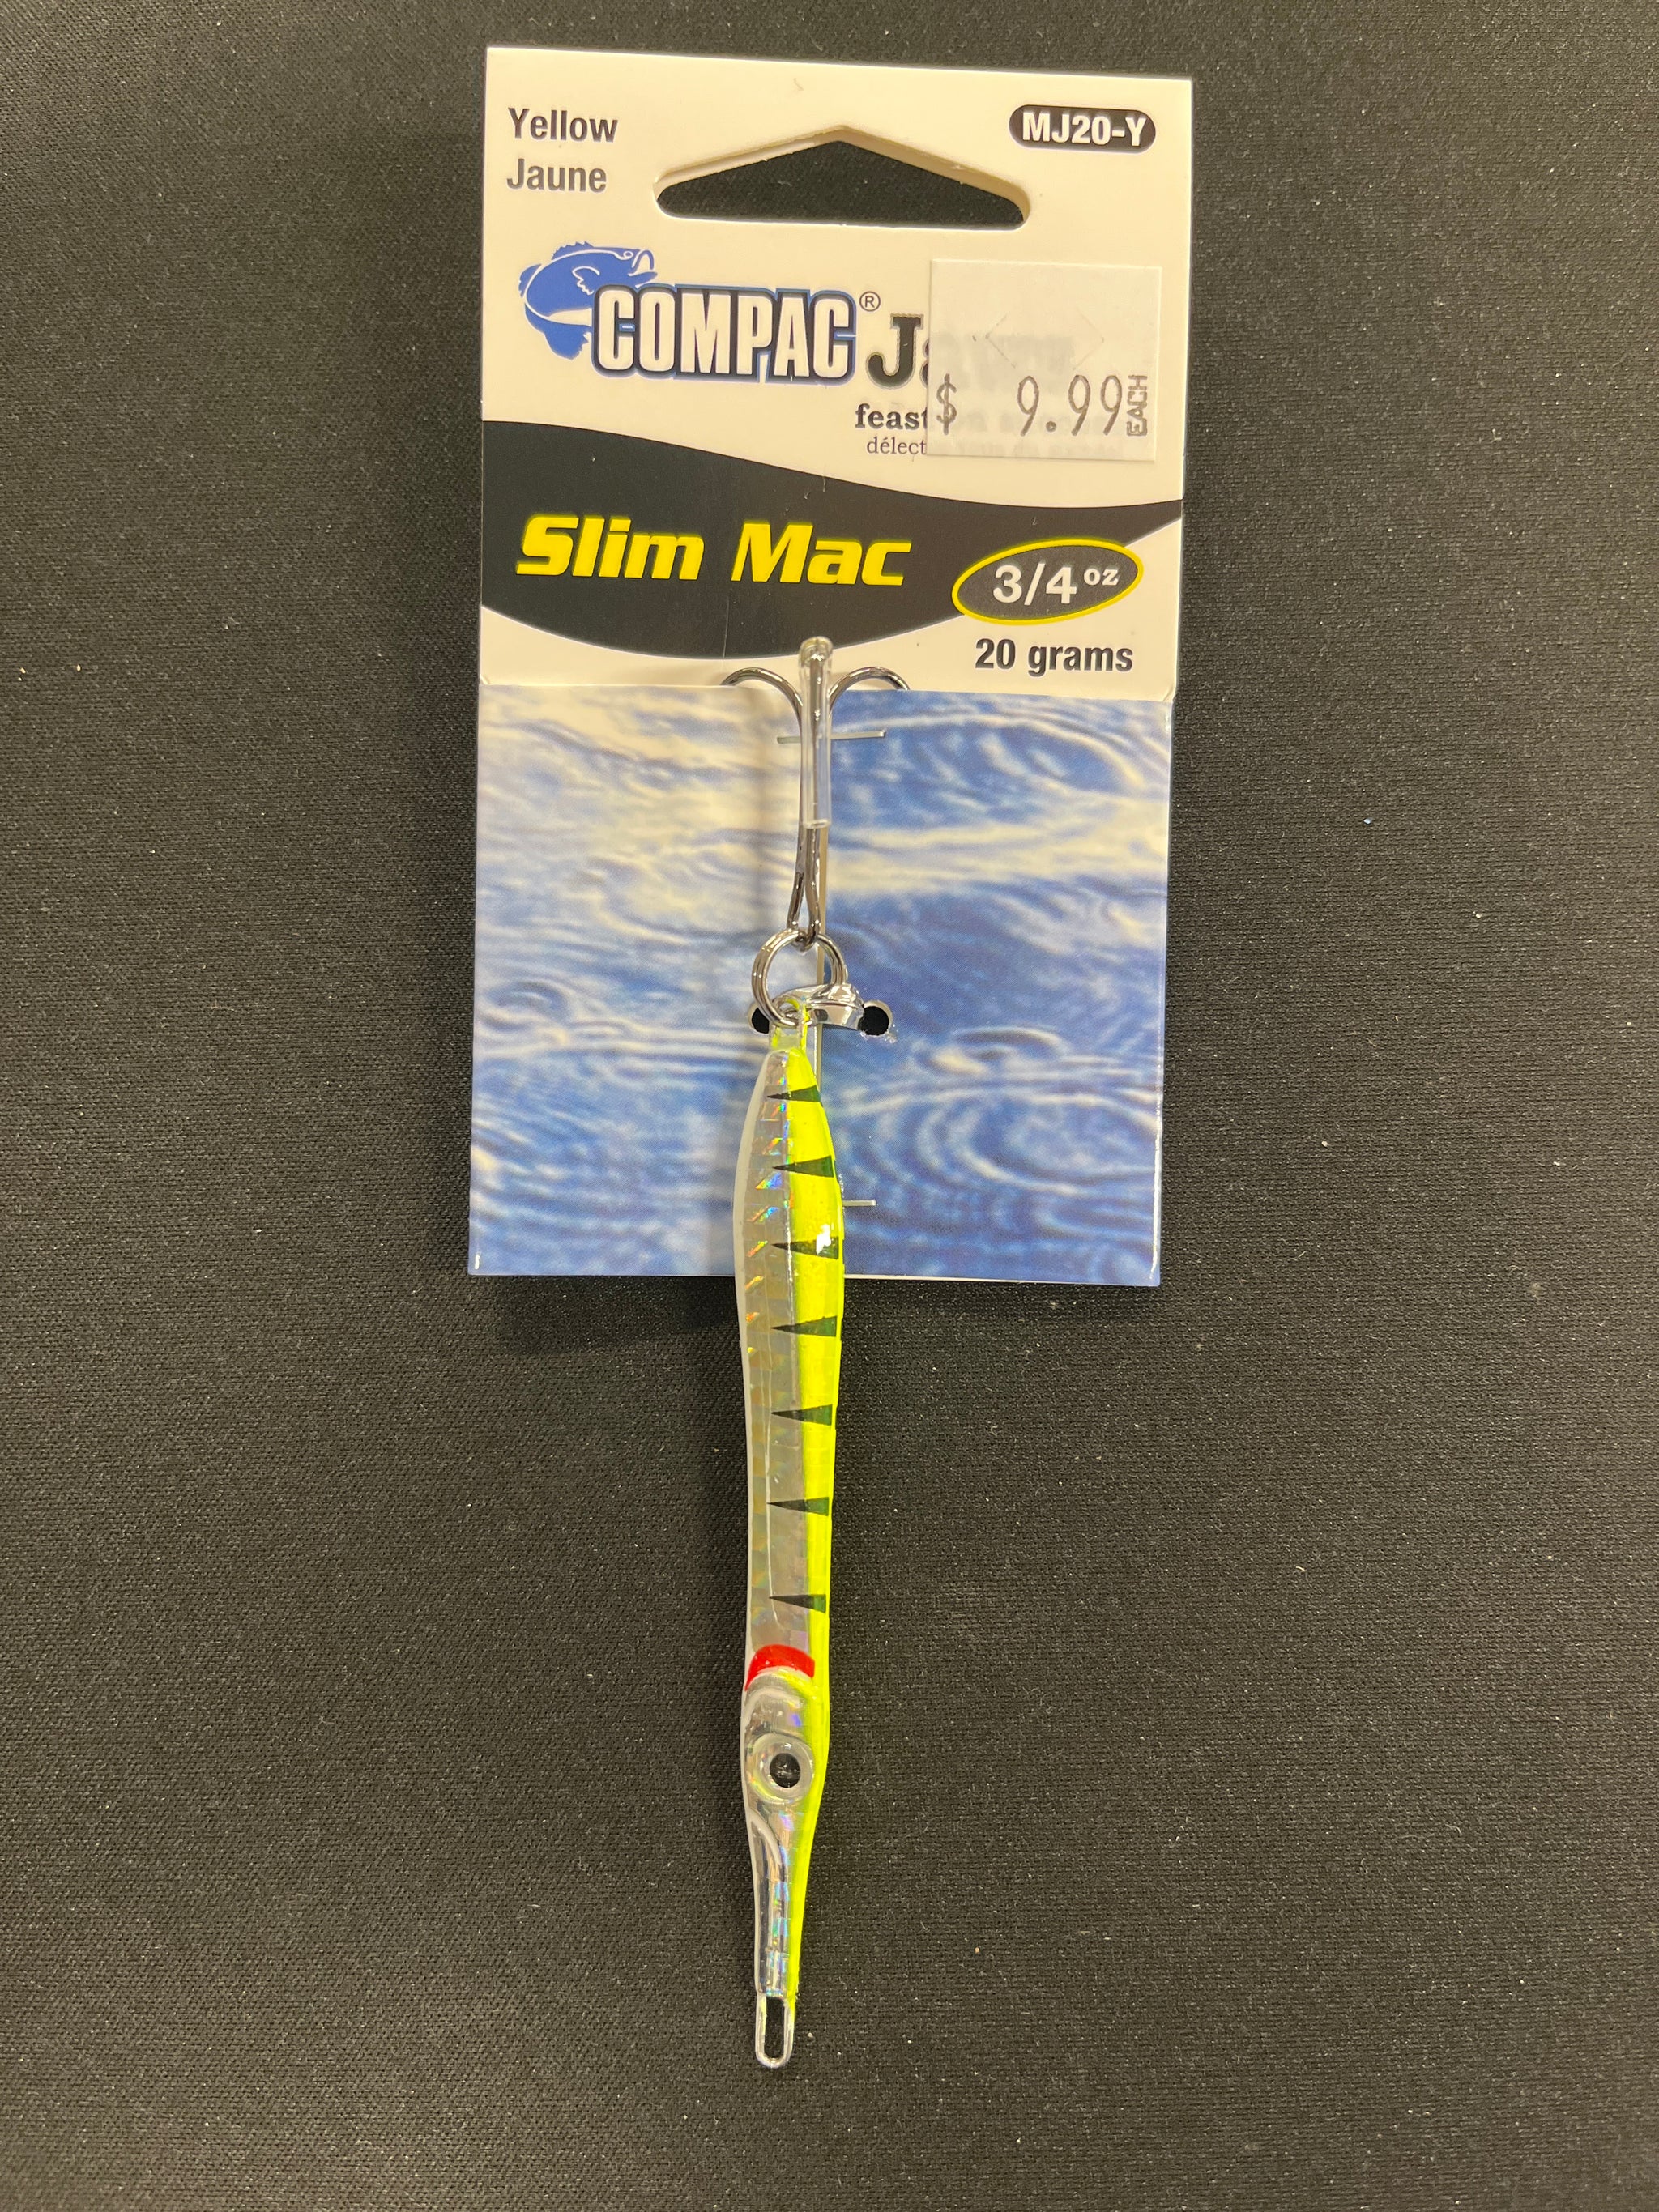 Yellow
Jaune
MJ20-Y
COMPAC®
$ 9.99 EACH
feast
délect
Slim Mac
3/4 oz
20 grams